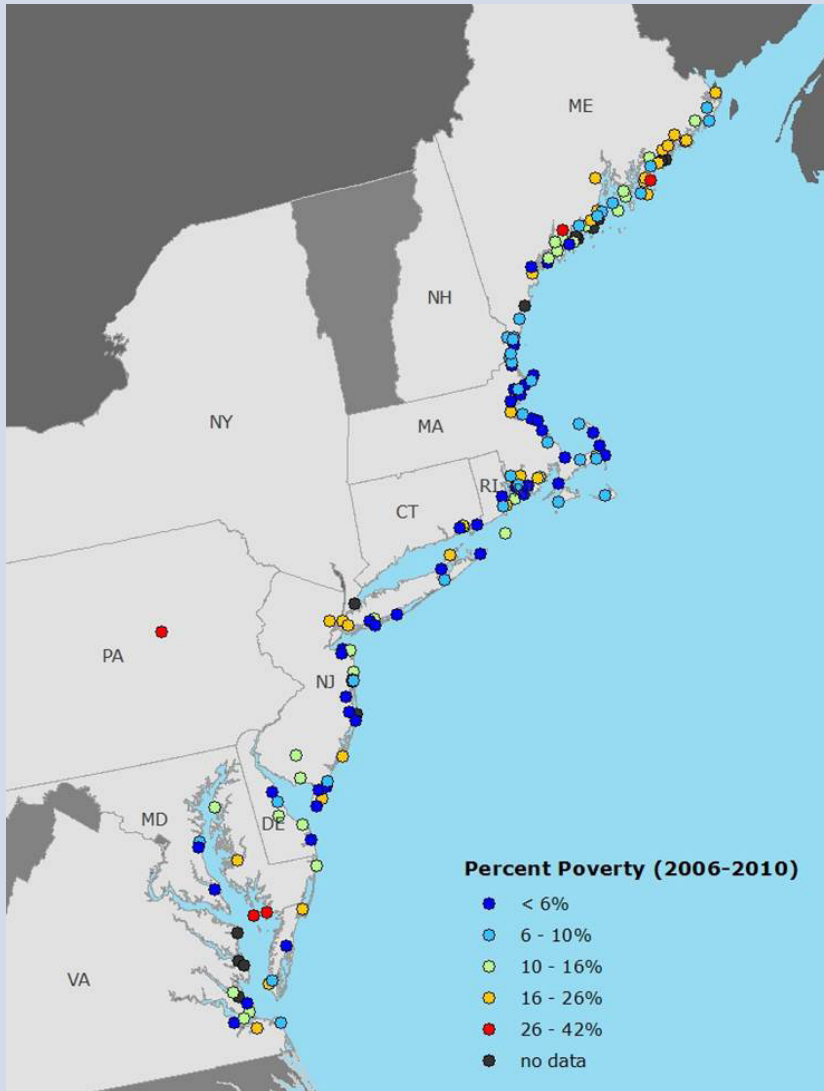 ME
NH
NY
MA
RI
CT
PA
NJ
MD
DE
VA
Percent Poverty (2006-2010)
< 6%
6 - 10%
10 - 16%
16 - 26%
26 - 42%
no data